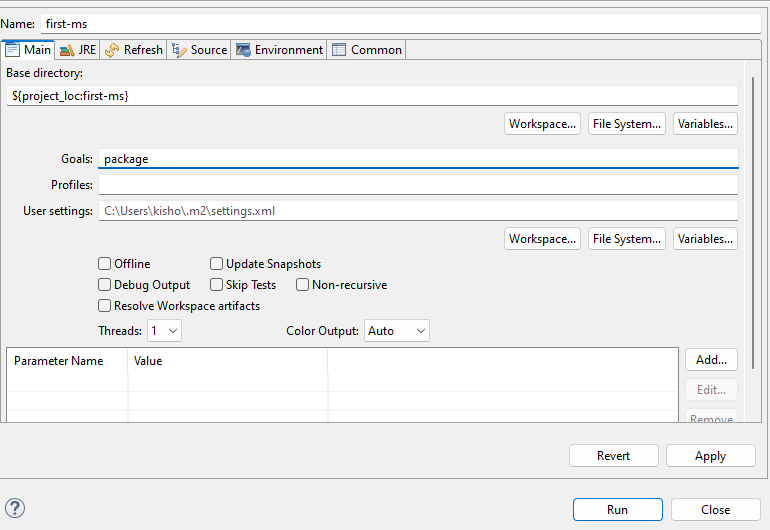 Name: first-ms
Main JRE Refresh Source Environment Common
Base directory:
${project_loc:first-ms}
Workspace... File System... Variables...
Goals: package
Profiles:
User settings: C:\Users\kisho\.m2\settings.xml
Workspace... File System... Variables...
Offline Update Snapshots
Debug Output Skip Tests Non-recursive
Resolve Workspace artifacts
Threads: 1 Color Output: Auto
Parameter Name Value Add...
Edit...
Remove
Revert Apply
? Run Close